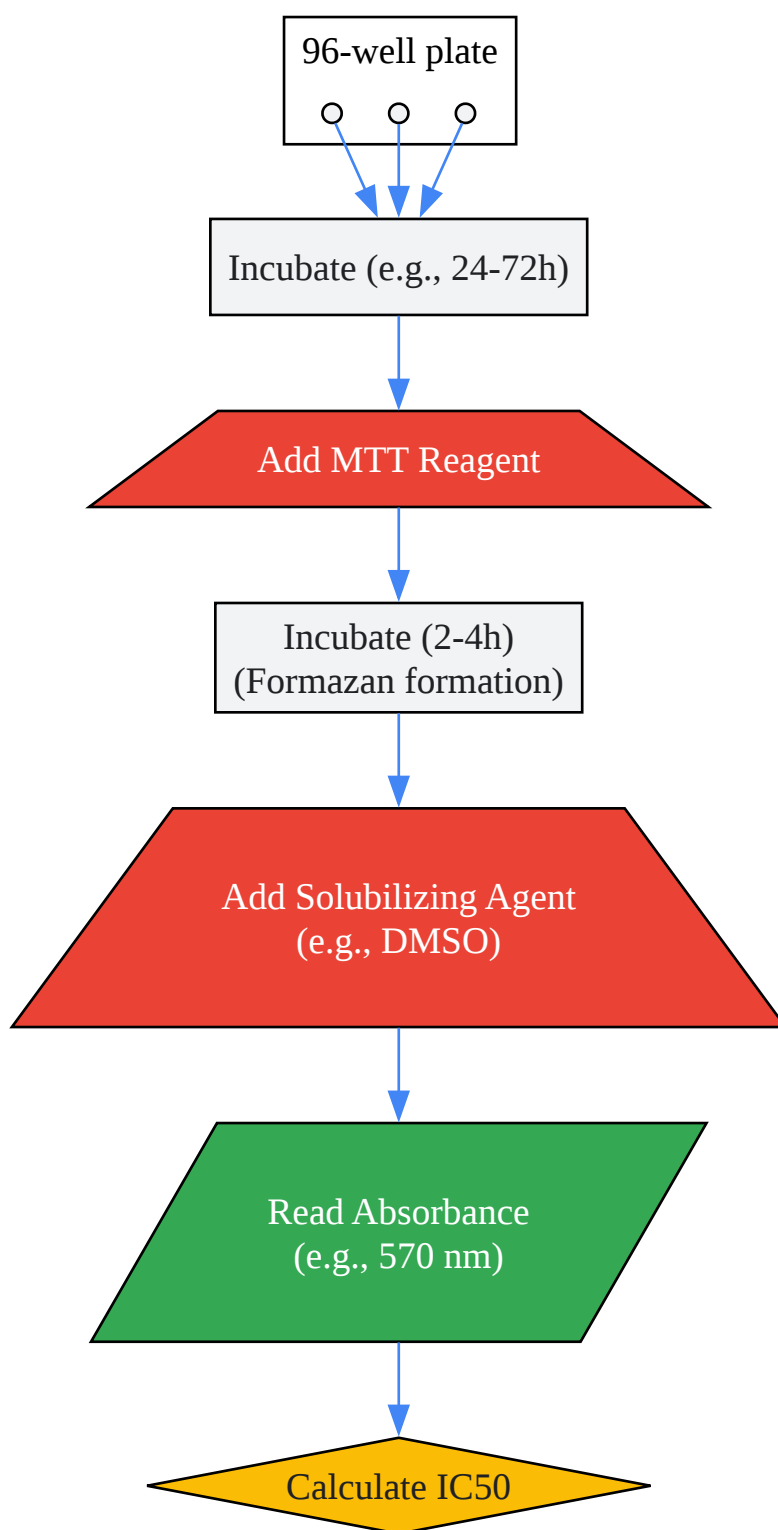 96-well plate
Incubate (e.g., 24-72h)
Add MTT Reagent
Incubate (2-4h)
(Formazan formation)
Add Solubilizing Agent
(e.g., DMSO)
Read Absorbance
(e.g., 570 nm)
Calculate IC50